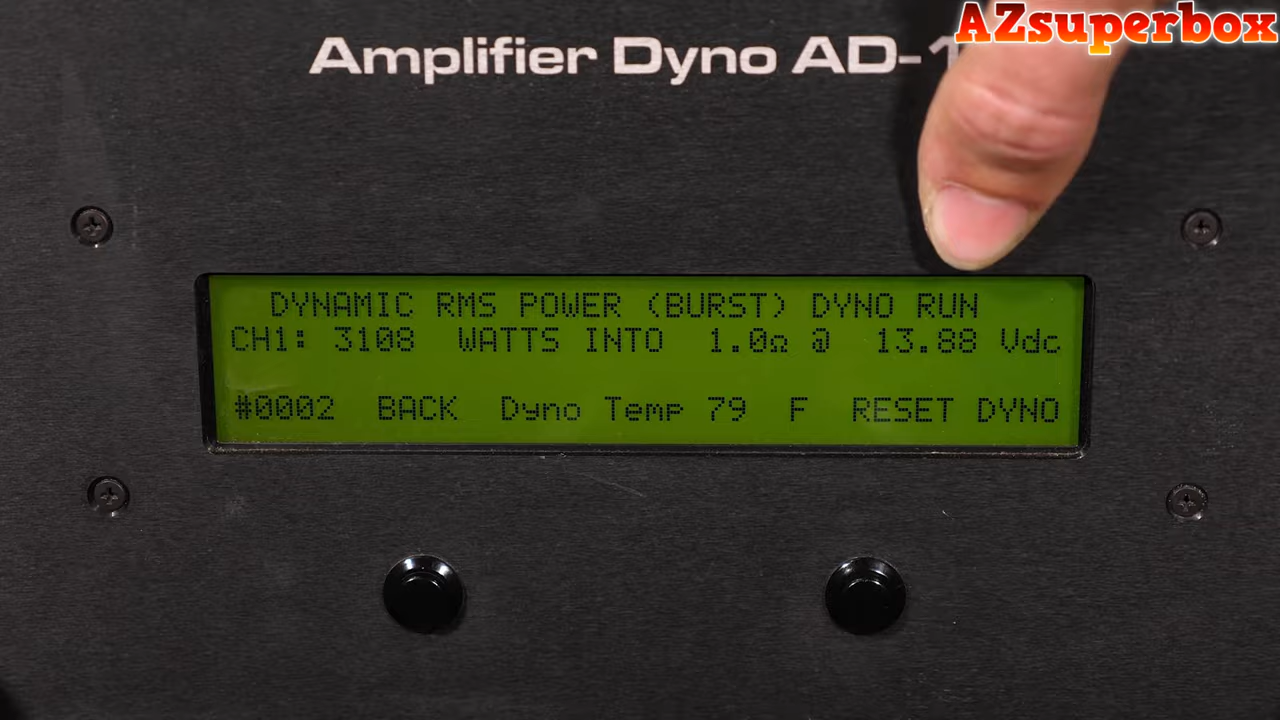 AZsuperbox
Amplifier Dyno AD-1
DYNAMIC RMS POWER (BURST) DYNO RUN
CH1: 3108 WATTS INTO 1.0Ω @ 13.88 Vdc
#0002 BACK Dyno Temp 79 F RESET DYNO